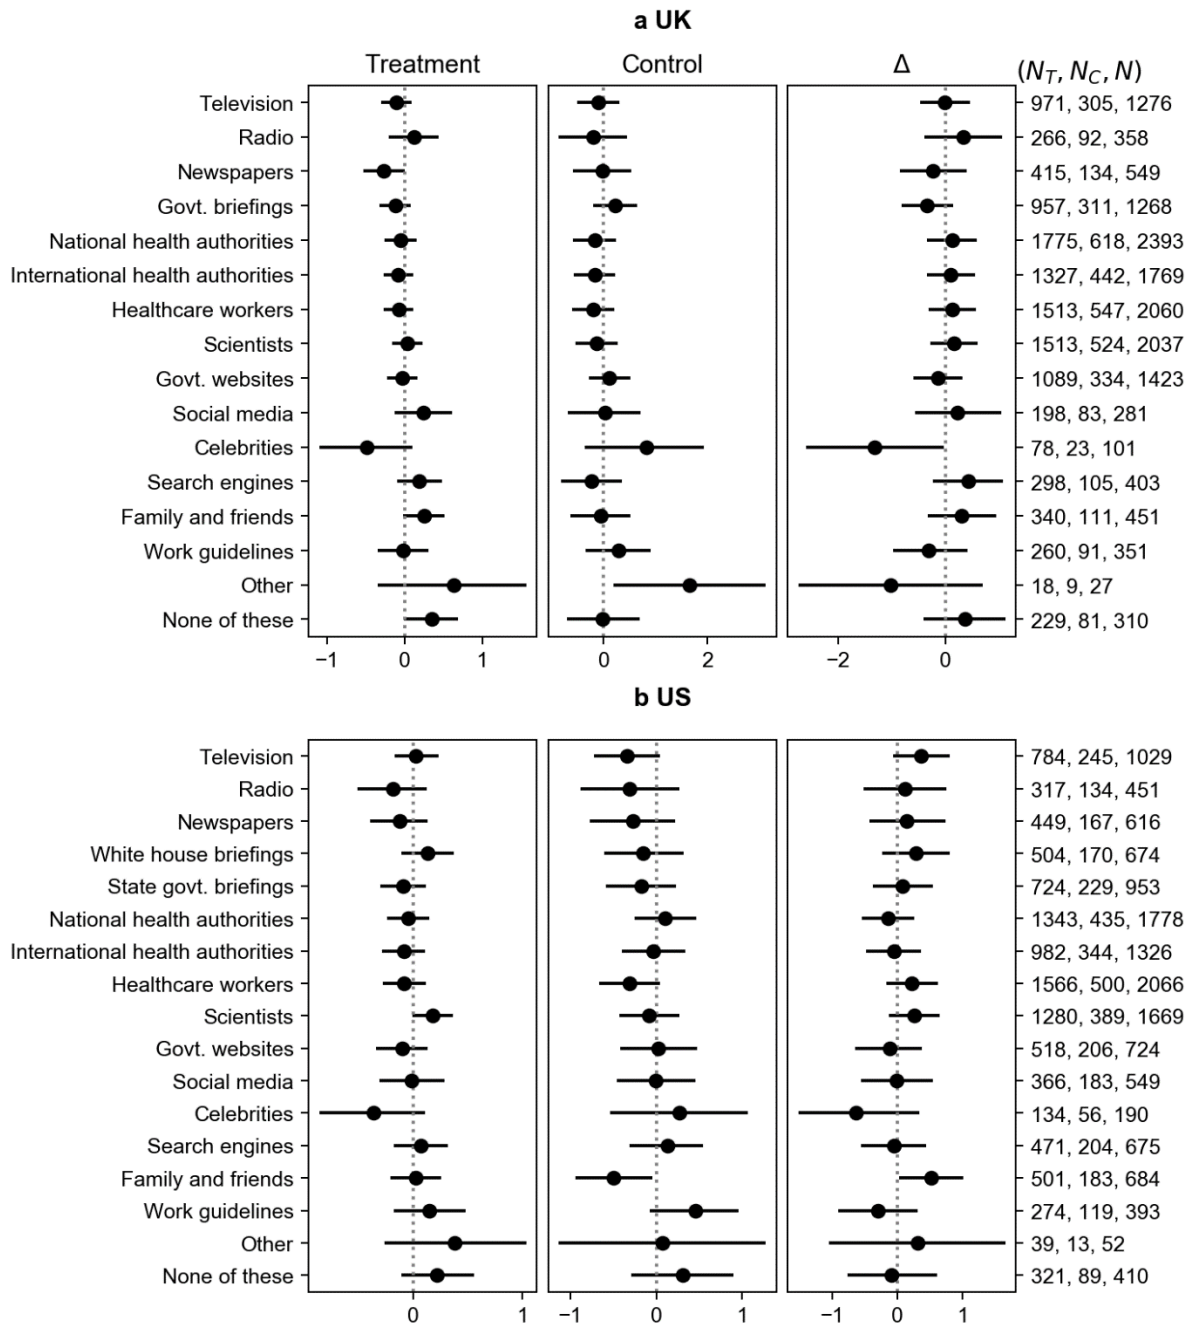 a UK
Treatment Control Δ (N_T, N_C, N)
Television 971, 305, 1276
Radio 266, 92, 358
Newspapers 415, 134, 549
Govt. briefings 957, 311, 1268
National health authorities 1775, 618, 2393
International health authorities 1327, 442, 1769
Healthcare workers 1513, 547, 2060
Scientists 1513, 524, 2037
Govt. websites 1089, 334, 1423
Social media 198, 83, 281
Celebrities 78, 23, 101
Search engines 298, 105, 403
Family and friends 340, 111, 451
Work guidelines 260, 91, 351
Other 18, 9, 27
None of these 229, 81, 310
−1 0 1 0 2 −2 0
b US
Television 784, 245, 1029
Radio 317, 134, 451
Newspapers 449, 167, 616
White house briefings 504, 170, 674
State govt. briefings 724, 229, 953
National health authorities 1343, 435, 1778
International health authorities 982, 344, 1326
Healthcare workers 1566, 500, 2066
Scientists 1280, 389, 1669
Govt. websites 518, 206, 724
Social media 366, 183, 549
Celebrities 134, 56, 190
Search engines 471, 204, 675
Family and friends 501, 183, 684
Work guidelines 274, 119, 393
Other 39, 13, 52
None of these 321, 89, 410
0 1 −1 0 1 −1 0 1